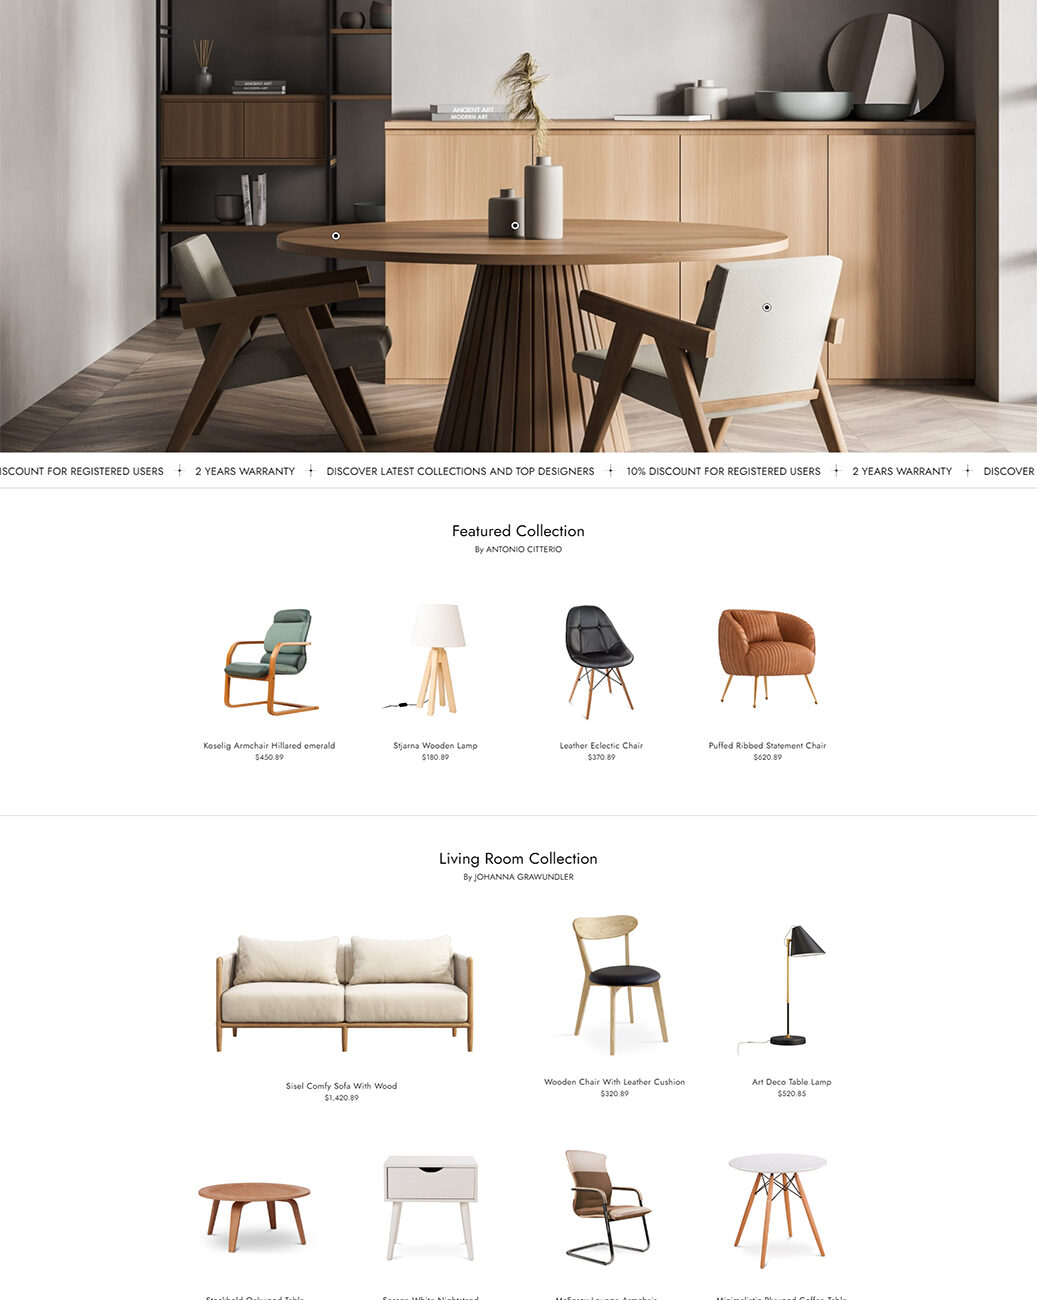 ANCIENT ART
MODERN ART
ANCIENT ART
MODERN ART
ISCOUNT FOR REGISTERED USERS 2 YEARS WARRANTY DISCOVER LATEST COLLECTIONS AND TOP DESIGNERS 10% DISCOUNT FOR REGISTERED USERS 2 YEARS WARRANTY DISCOVER
Featured Collection
By ANTONIO CITTERIO
Koselig Armchair Hillared emerald
$450.89
Stjarna Wooden Lamp
$180.89
Leather Eclectic Chair
$370.89
Puffed Ribbed Statement Chair
$620.89
Living Room Collection
By JOHANNA GRAWUNDLER
Sisel Comfy Sofa With Wood
$1,420.89
Wooden Chair With Leather Cushion
$320.89
Art Deco Table Lamp
$520.85